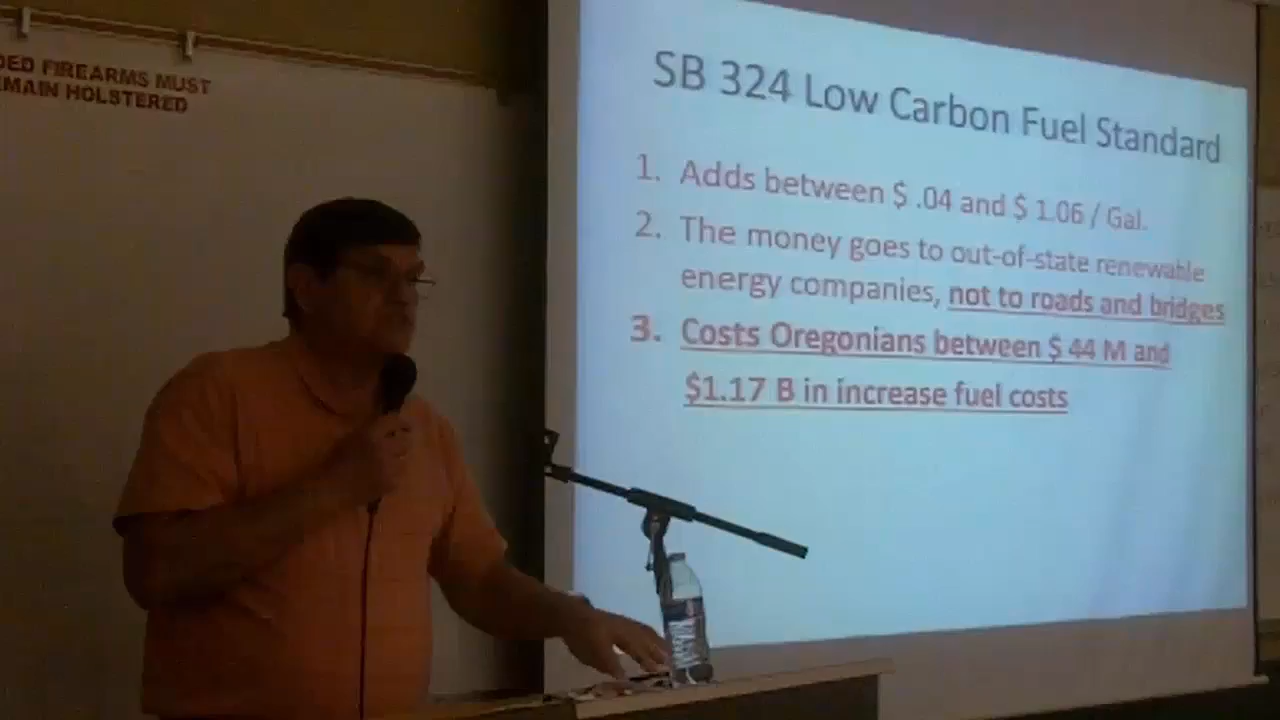 DED FIREARMS MUST
MAIN HOLSTERED
SB 324 Low Carbon Fuel Standard
1. Adds between $ .04 and $ 1.06 / Gal.
2. The money goes to out-of-state renewable
energy companies, not to roads and bridges
3. Costs Oregonians between $ 44 M and
$1.17 B in increase fuel costs